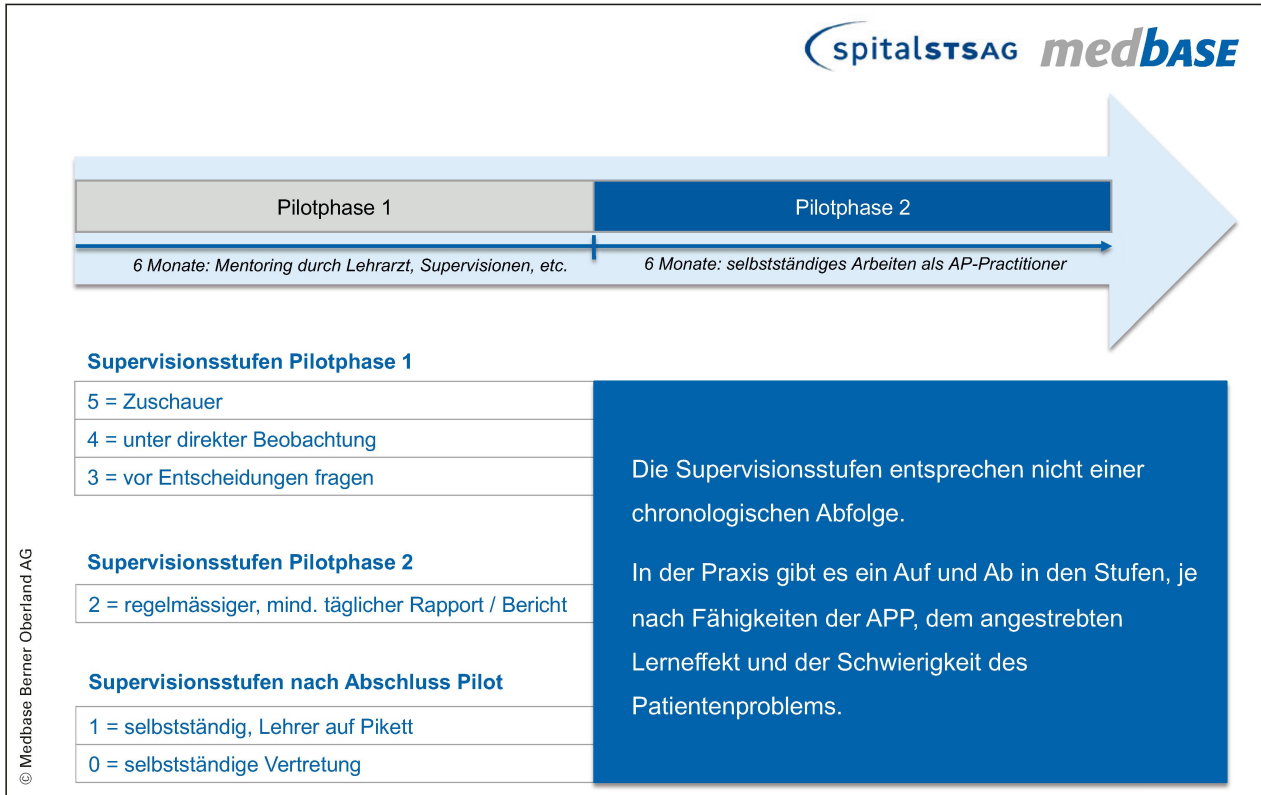 spitalSTSAG medbase
Pilotphase 1
Pilotphase 2
6 Monate: Mentoring durch Lehrarzt, Supervisionen, etc.
6 Monate: selbstständiges Arbeiten als AP-Practitioner
Supervisionsstufen Pilotphase 1
5 = Zuschauer
4 = unter direkter Beobachtung
3 = vor Entscheidungen fragen
Supervisionsstufen Pilotphase 2
2 = regelmässiger, mind. täglicher Rapport / Bericht
Supervisionsstufen nach Abschluss Pilot
1 = selbstständig, Lehrer auf Pikett
0 = selbstständige Vertretung
Die Supervisionsstufen entsprechen nicht einer
chronologischen Abfolge.
In der Praxis gibt es ein Auf und Ab in den Stufen, je
nach Fähigkeiten der APP, dem angestrebten
Lerneffekt und der Schwierigkeit des
Patientenproblems.
© Medbase Berner Oberland AG